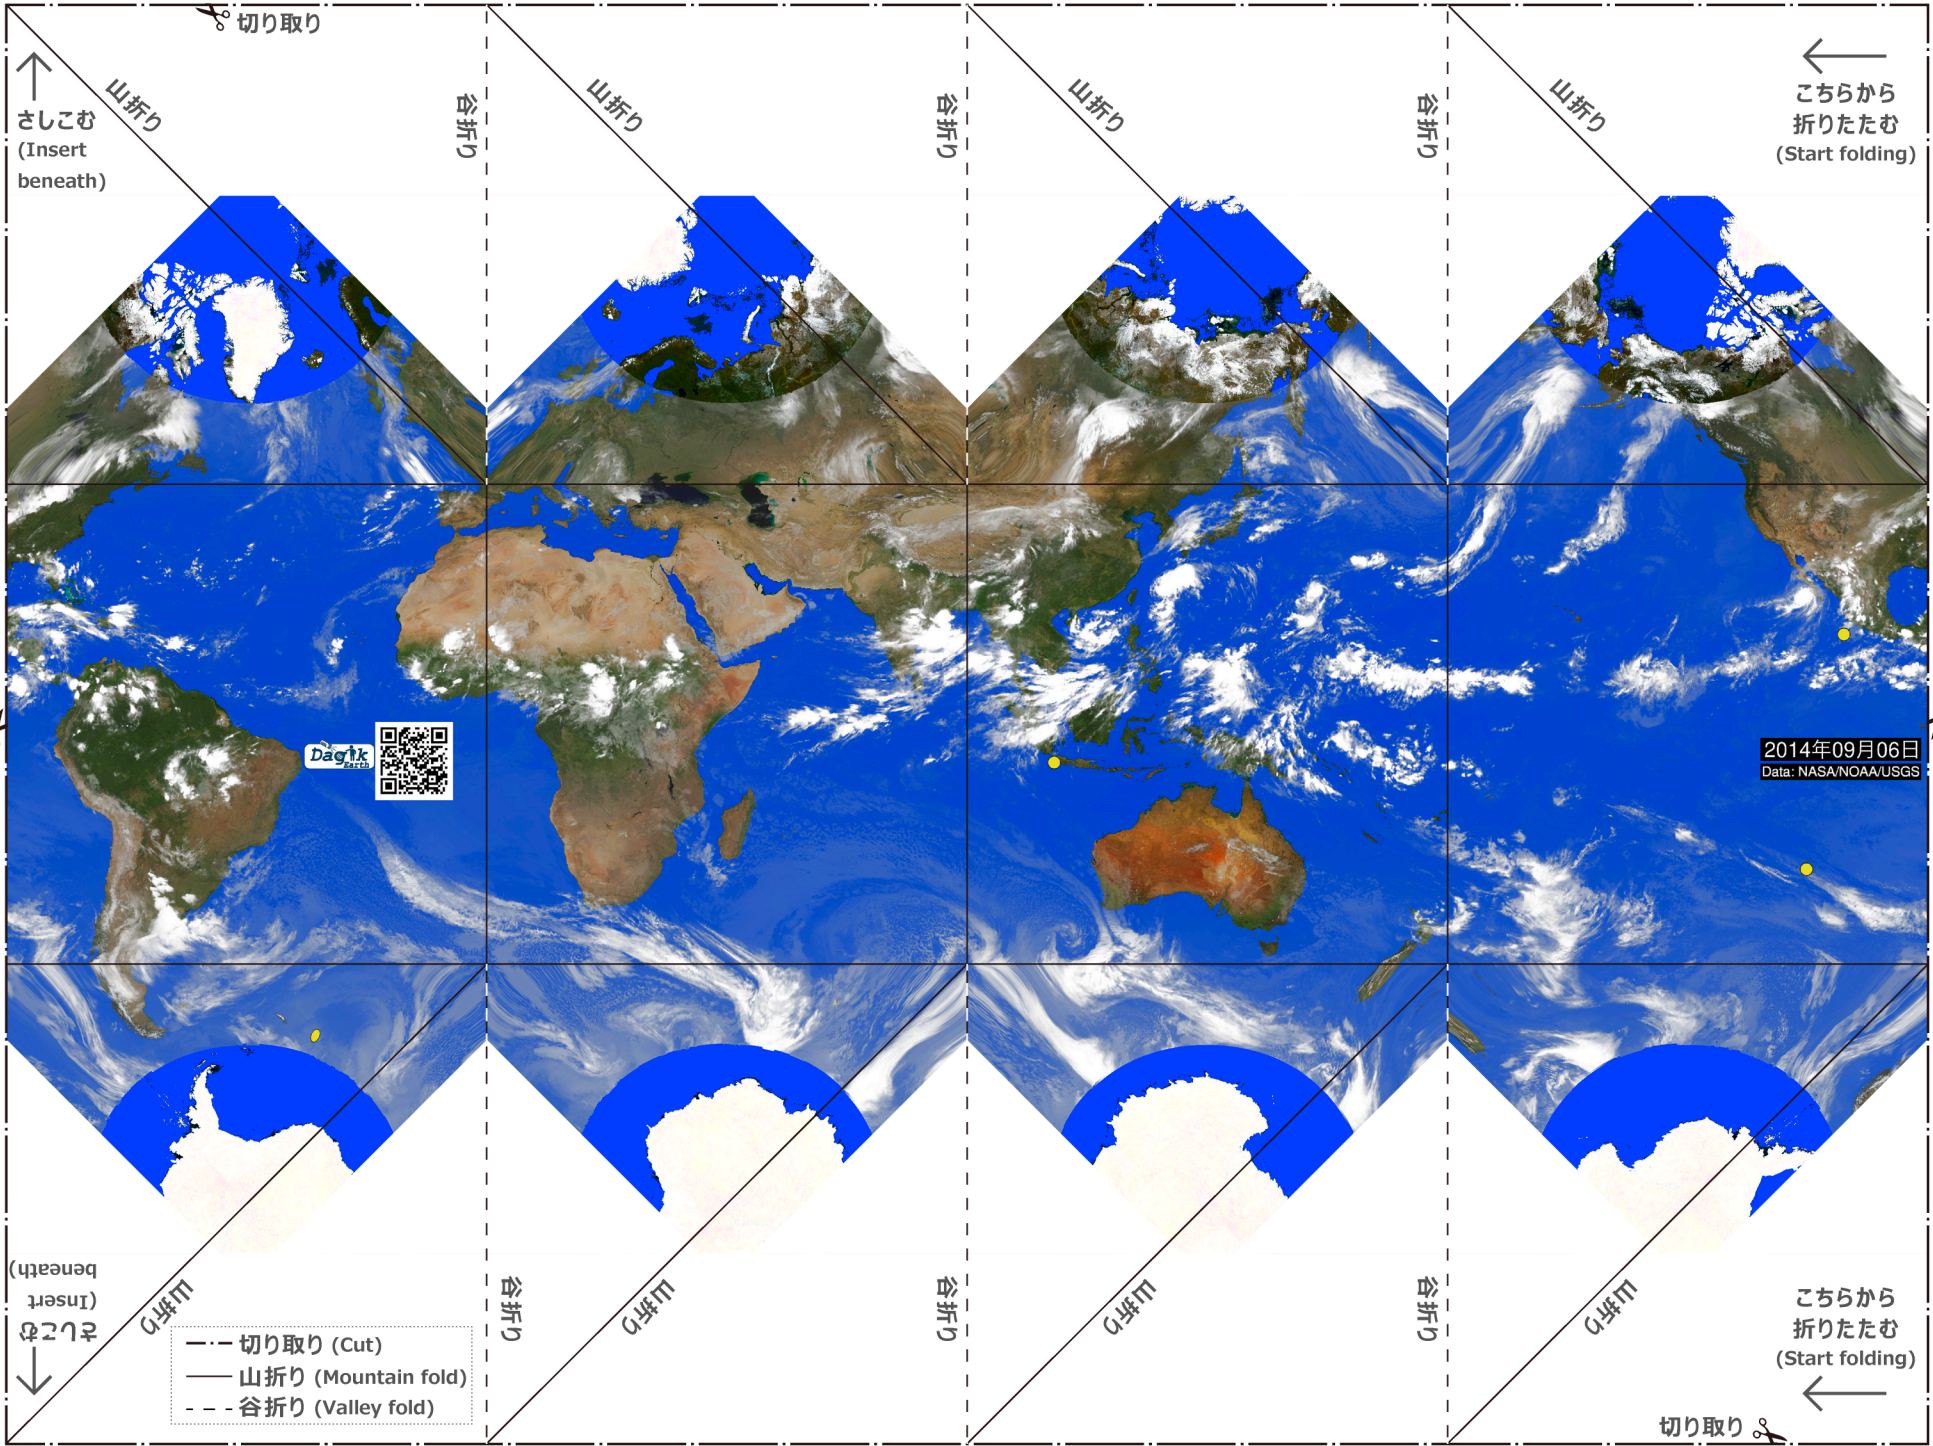 切り取り
山折り
谷折り
山折り
谷折り
山折り
谷折り
山折り
さしこむ
(Insert
beneath)
こちらから
折りたたむ
(Start folding)
Dagik
Earth
2014年09月06日
Data: NASA/NOAA/USGS
さしこむ
(Insert
beneath)
山折り
谷折り
山折り
谷折り
山折り
谷折り
山折り
こちらから
折りたたむ
(Start folding)
切り取り (Cut)
山折り (Mountain fold)
谷折り (Valley fold)
切り取り